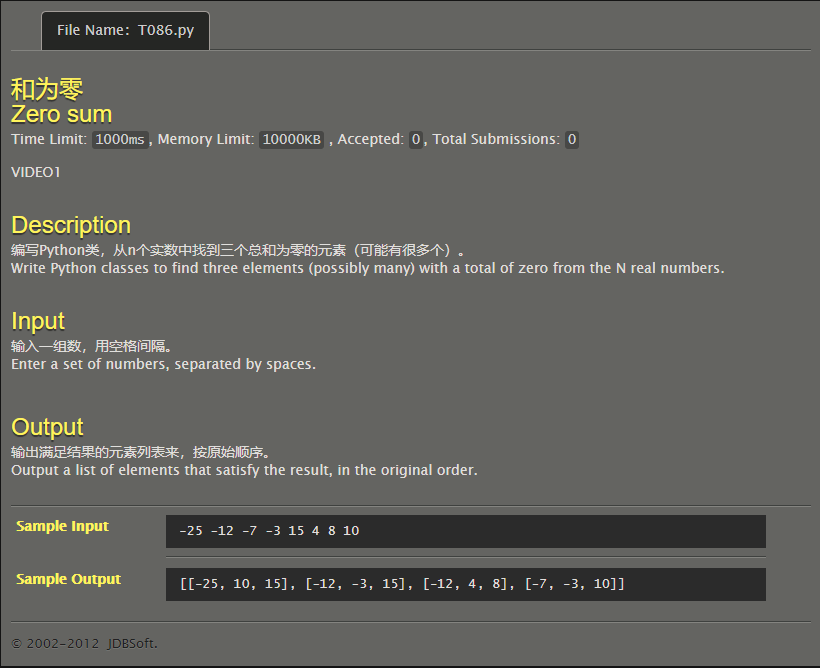 File Name: T086.py
和为零
Zero sum
Time Limit: 1000ms, Memory Limit: 10000KB , Accepted: 0, Total Submissions: 0
VIDEO1
Description
编写Python类，从n个实数中找到三个总和为零的元素（可能有很多个）。
Write Python classes to find three elements (possibly many) with a total of zero from the N real numbers.
Input
输入一组数，用空格间隔。
Enter a set of numbers, separated by spaces.
Output
输出满足结果的元素列表来，按原始顺序。
Output a list of elements that satisfy the result, in the original order.
Sample Input
-25 -12 -7 -3 15 4 8 10
Sample Output
[[-25, 10, 15], [-12, -3, 15], [-12, 4, 8], [-7, -3, 10]]
© 2002-2012 JDBSoft.